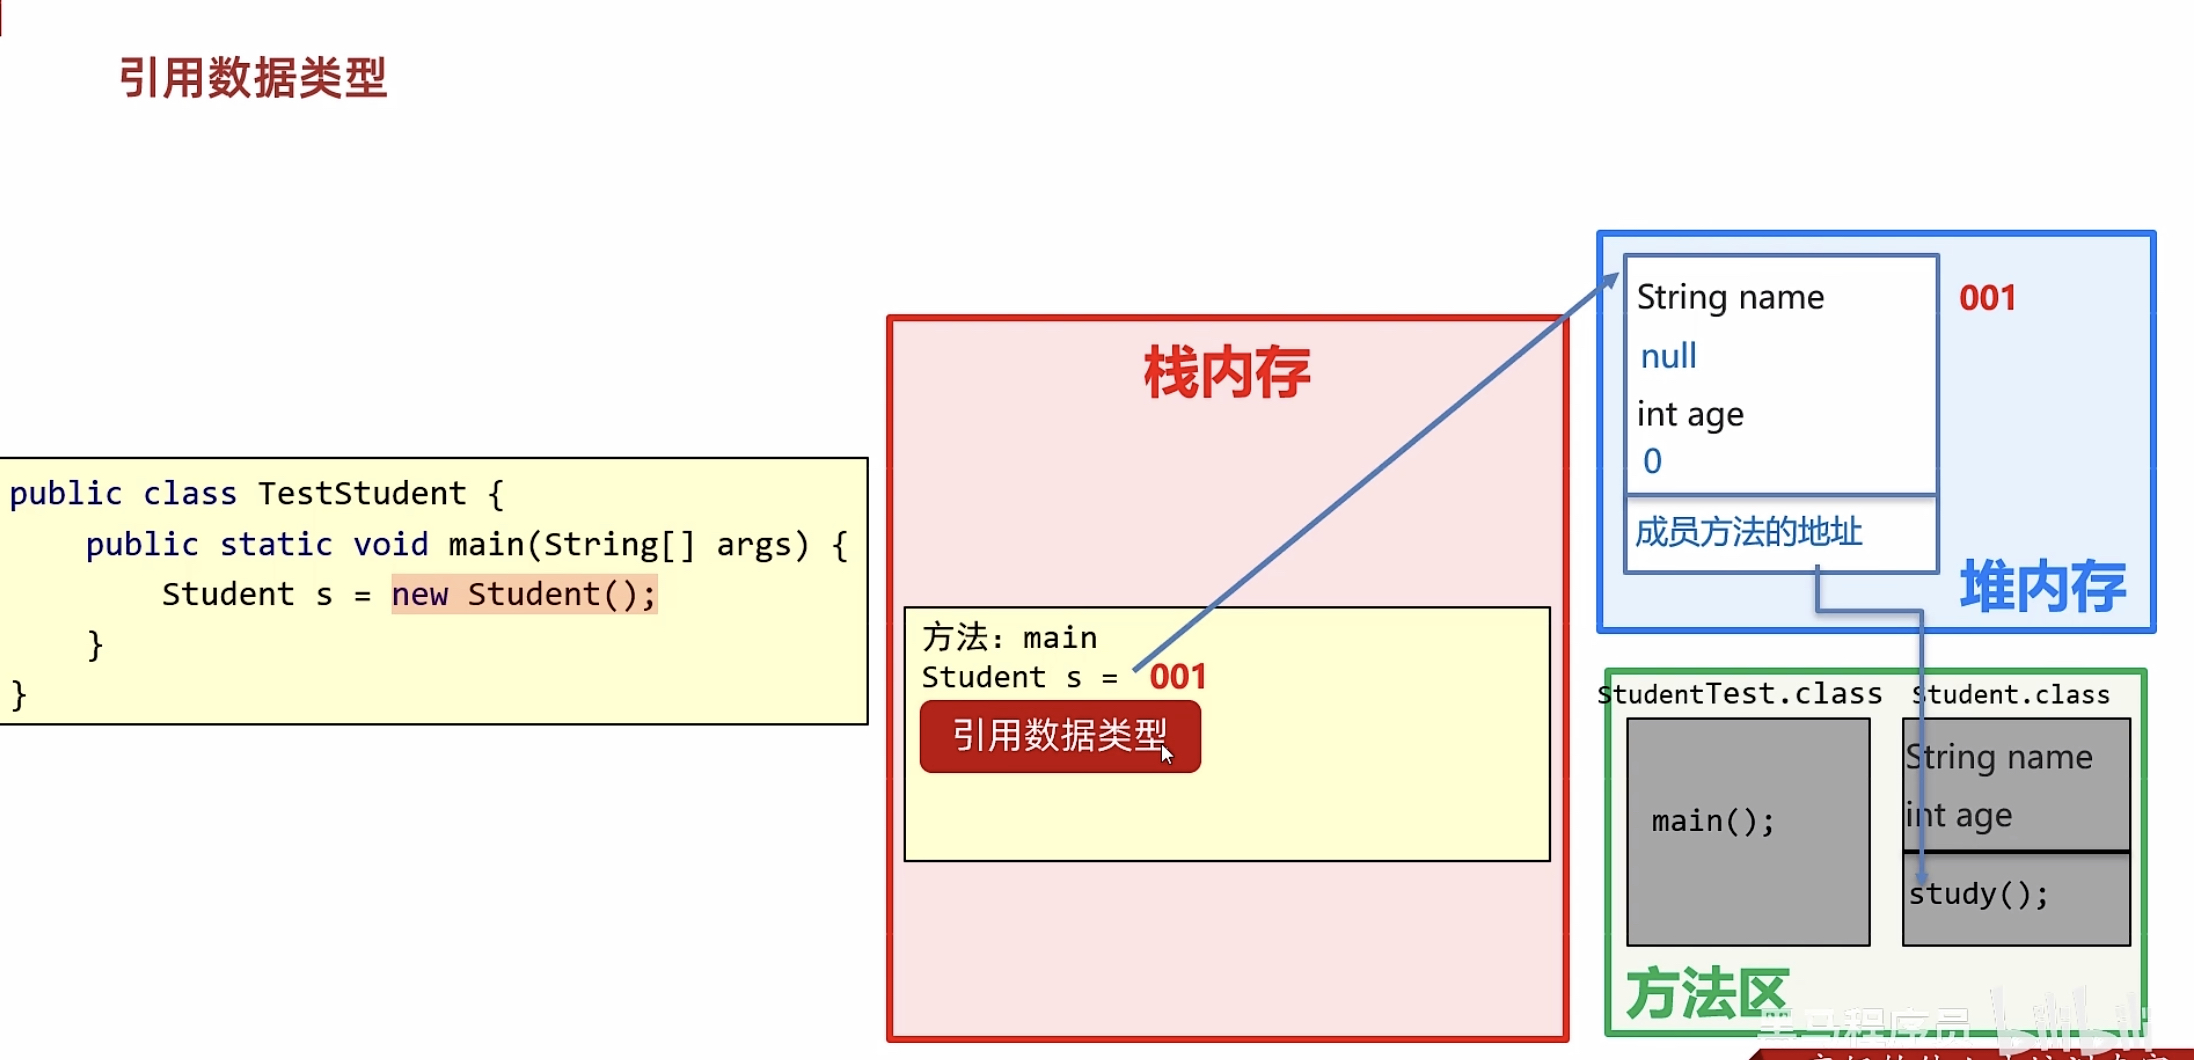 引用数据类型
public class TestStudent {
public static void main(String[] args) {
Student s = new Student();
}
}
栈内存
方法: main
Student s = 001
引用数据类型
String name
001
null
int age
0
成员方法的地址
堆内存
StudentTest.class
Student.class
main();
String name
int age
study();
方法区
黑马程序员
bilibili